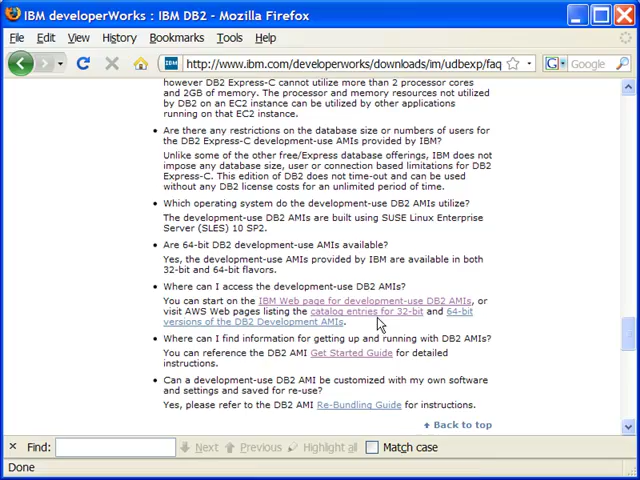 IBM developerWorks : IBM DB2 - Mozilla Firefox
File Edit View History Bookmarks Tools Help
IBM http://www.ibm.com/developerworks/downloads/im/udbexp/faq G Google
however DB2 Express-C cannot utilize more than 2 processor cores
and 2GB of memory. The processor and memory resources not utilized
by DB2 on an EC2 instance can be utilized by other applications
running on that EC2 instance.
• Are there any restrictions on the database size or numbers of users for
the DB2 Express-C development-use AMIs provided by IBM?
Unlike some of the other free/Express database offerings, IBM does not
impose any database size, user or connection based limitations for DB2
Express-C. This edition of DB2 does not time-out and can be used
without any DB2 license costs for an unlimited period of time.
• Which operating system do the development-use AMIs utilize?
The development-use DB2 AMIs are built using SUSE Linux Enterprise
Server (SLES) 10 SP2.
• Are 64-bit DB2 development-use AMIs available?
Yes, the development-use AMIs provided by IBM are available in both
32-bit and 64-bit flavors.
• Where can I access the development-use DB2 AMIs?
You can start on the IBM Web page for development-use DB2 AMIs, or
visit AWS Web pages listing the catalog entries for 32-bit and 64-bit
versions of the DB2 Development AMIs.
• Where can I find information for getting up and running with DB2 AMIs?
You can reference the DB2 AMI Get Started Guide for detailed
instructions.
• Can a development-use DB2 AMI be customized with my own software
and settings and saved for re-use?
Yes, please refer to the DB2 AMI Re-Bundling Guide for instructions.
Back to top
Find: Next Previous Highlight all Match case
Done